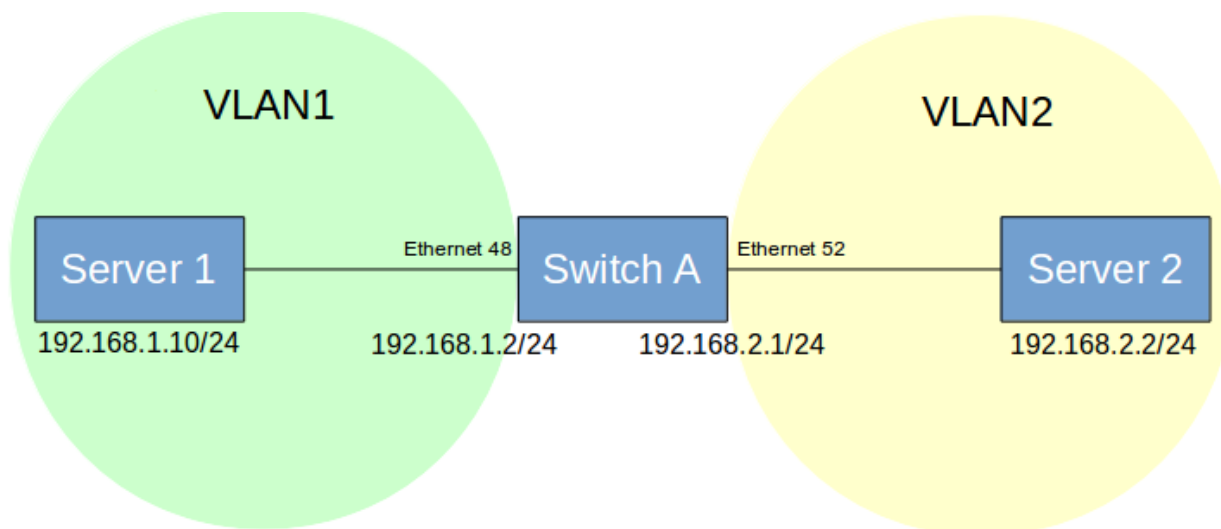 VLAN1
VLAN2
Server 1
Ethernet 48
Switch A
Ethernet 52
Server 2
192.168.1.10/24
192.168.1.2/24
192.168.2.1/24
192.168.2.2/24